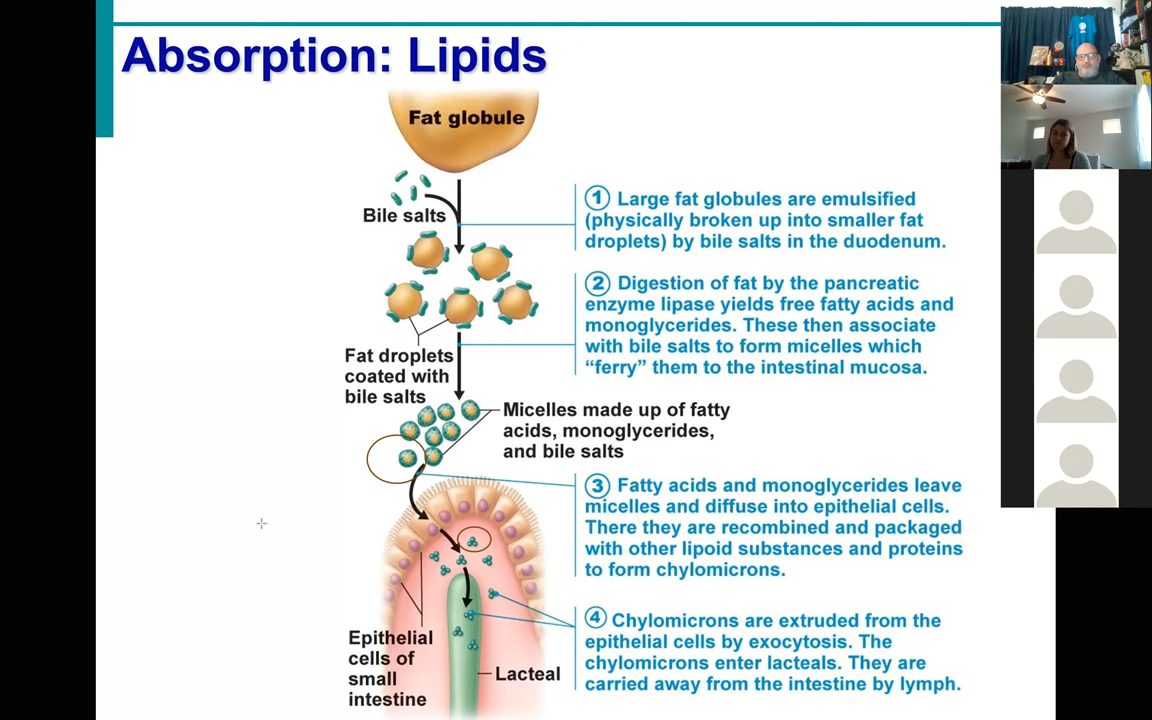 Absorption: Lipids
Fat globule
Bile salts
① Large fat globules are emulsified
(physically broken up into smaller fat
droplets) by bile salts in the duodenum.
② Digestion of fat by the pancreatic
enzyme lipase yields free fatty acids and
monoglycerides. These then associate
with bile salts to form micelles which
“ferry” them to the intestinal mucosa.
Fat droplets
coated with
bile salts
Micelles made up of fatty
acids, monoglycerides,
and bile salts
③ Fatty acids and monoglycerides leave
micelles and diffuse into epithelial cells.
There they are recombined and packaged
with other lipoid substances and proteins
to form chylomicrons.
④ Chylomicrons are extruded from the
epithelial cells by exocytosis. The
chylomicrons enter lacteals. They are
carried away from the intestine by lymph.
Epithelial
cells of
small
intestine
Lacteal